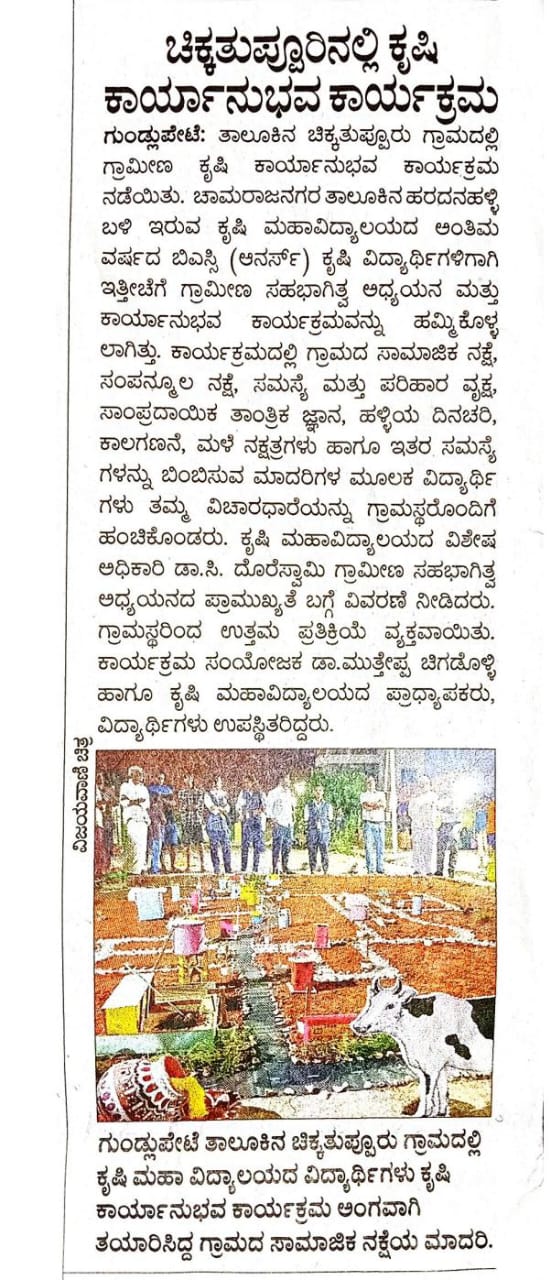 ಚಿಕ್ಕತುಪ್ಪೂರಿನಲ್ಲಿ ಕೃಷಿ
ಕಾರ್ಯಾನುಭವ ಕಾರ್ಯಕ್ರಮ
ಗುಂಡ್ಲುಪೇಟೆ: ತಾಲೂಕಿನ ಚಿಕ್ಕತುಪ್ಪೂರು ಗ್ರಾಮದಲ್ಲಿ
ಗ್ರಾಮೀಣ ಕೃಷಿ ಕಾರ್ಯಾನುಭವ ಕಾರ್ಯಕ್ರಮ
ನಡೆಯಿತು. ಚಾಮರಾಜನಗರ ತಾಲೂಕಿನ ಹರದನಹಳ್ಳಿ
ಬಳಿ ಇರುವ ಕೃಷಿ ಮಹಾವಿದ್ಯಾಲಯದ ಅಂತಿಮ
ವರ್ಷದ ಬಿಎಸ್ಸಿ (ಆನರ್ಸ್) ಕೃಷಿ ವಿದ್ಯಾರ್ಥಿಗಳಿಗಾಗಿ
ಇತ್ತೀಚೆಗೆ ಗ್ರಾಮೀಣ ಸಹಭಾಗಿತ್ವ ಅಧ್ಯಯನ ಮತ್ತು
ಕಾರ್ಯಾನುಭವ ಕಾರ್ಯಕ್ರಮವನ್ನು ಹಮ್ಮಿಕೊಳ್ಳ
ಲಾಗಿತ್ತು. ಕಾರ್ಯಕ್ರಮದಲ್ಲಿ ಗ್ರಾಮದ ಸಾಮಾಜಿಕ ನಕ್ಷೆ,
ಸಂಪನ್ಮೂಲ ನಕ್ಷೆ, ಸಮಸ್ಯೆ ಮತ್ತು ಪರಿಹಾರ ವೃಕ್ಷ,
ಸಾಂಪ್ರದಾಯಿಕ ತಾಂತ್ರಿಕ ಜ್ಞಾನ, ಹಳ್ಳಿಯ ದಿನಚರಿ,
ಕಾಲಗಣನೆ, ಮಳೆ ನಕ್ಷತ್ರಗಳು ಹಾಗೂ ಇತರ ಸಮಸ್ಯೆ
ಗಳನ್ನು ಬಿಂಬಿಸುವ ಮಾದರಿಗಳ ಮೂಲಕ ವಿದ್ಯಾರ್ಥಿ
ಗಳು ತಮ್ಮ ವಿಚಾರಧಾರೆಯನ್ನು ಗ್ರಾಮಸ್ಥರೊಂದಿಗೆ
ಹಂಚಿಕೊಂಡರು. ಕೃಷಿ ಮಹಾವಿದ್ಯಾಲಯದ ವಿಶೇಷ
ಅಧಿಕಾರಿ ಡಾ.ಸಿ. ದೊರೆಸ್ವಾಮಿ ಗ್ರಾಮೀಣ ಸಹಭಾಗಿತ್ವ
ಅಧ್ಯಯನದ ಪ್ರಾಮುಖ್ಯತೆ ಬಗ್ಗೆ ವಿವರಣೆ ನೀಡಿದರು.
ಗ್ರಾಮಸ್ಥರಿಂದ ಉತ್ತಮ ಪ್ರತಿಕ್ರಿಯೆ ವ್ಯಕ್ತವಾಯಿತು.
ಕಾರ್ಯಕ್ರಮ ಸಂಯೋಜಕ ಡಾ.ಮುತ್ತೇಪ್ಪ ಚಿಗಡೊಳ್ಳಿ
ಹಾಗೂ ಕೃಷಿ ಮಹಾವಿದ್ಯಾಲಯದ ಪ್ರಾಧ್ಯಾಪಕರು,
ವಿದ್ಯಾರ್ಥಿಗಳು ಉಪಸ್ಥಿತರಿದ್ದರು.
ವಿಜಯವಾಣಿ ಚಿತ್ರ
ಗುಂಡ್ಲುಪೇಟೆ ತಾಲೂಕಿನ ಚಿಕ್ಕತುಪ್ಪೂರು ಗ್ರಾಮದಲ್ಲಿ
ಕೃಷಿ ಮಹಾ ವಿದ್ಯಾಲಯದ ವಿದ್ಯಾರ್ಥಿಗಳು ಕೃಷಿ
ಕಾರ್ಯಾನುಭವ ಕಾರ್ಯಕ್ರಮ ಅಂಗವಾಗಿ
ತಯಾರಿಸಿದ್ದ ಗ್ರಾಮದ ಸಾಮಾಜಿಕ ನಕ್ಷೆಯ ಮಾದರಿ.